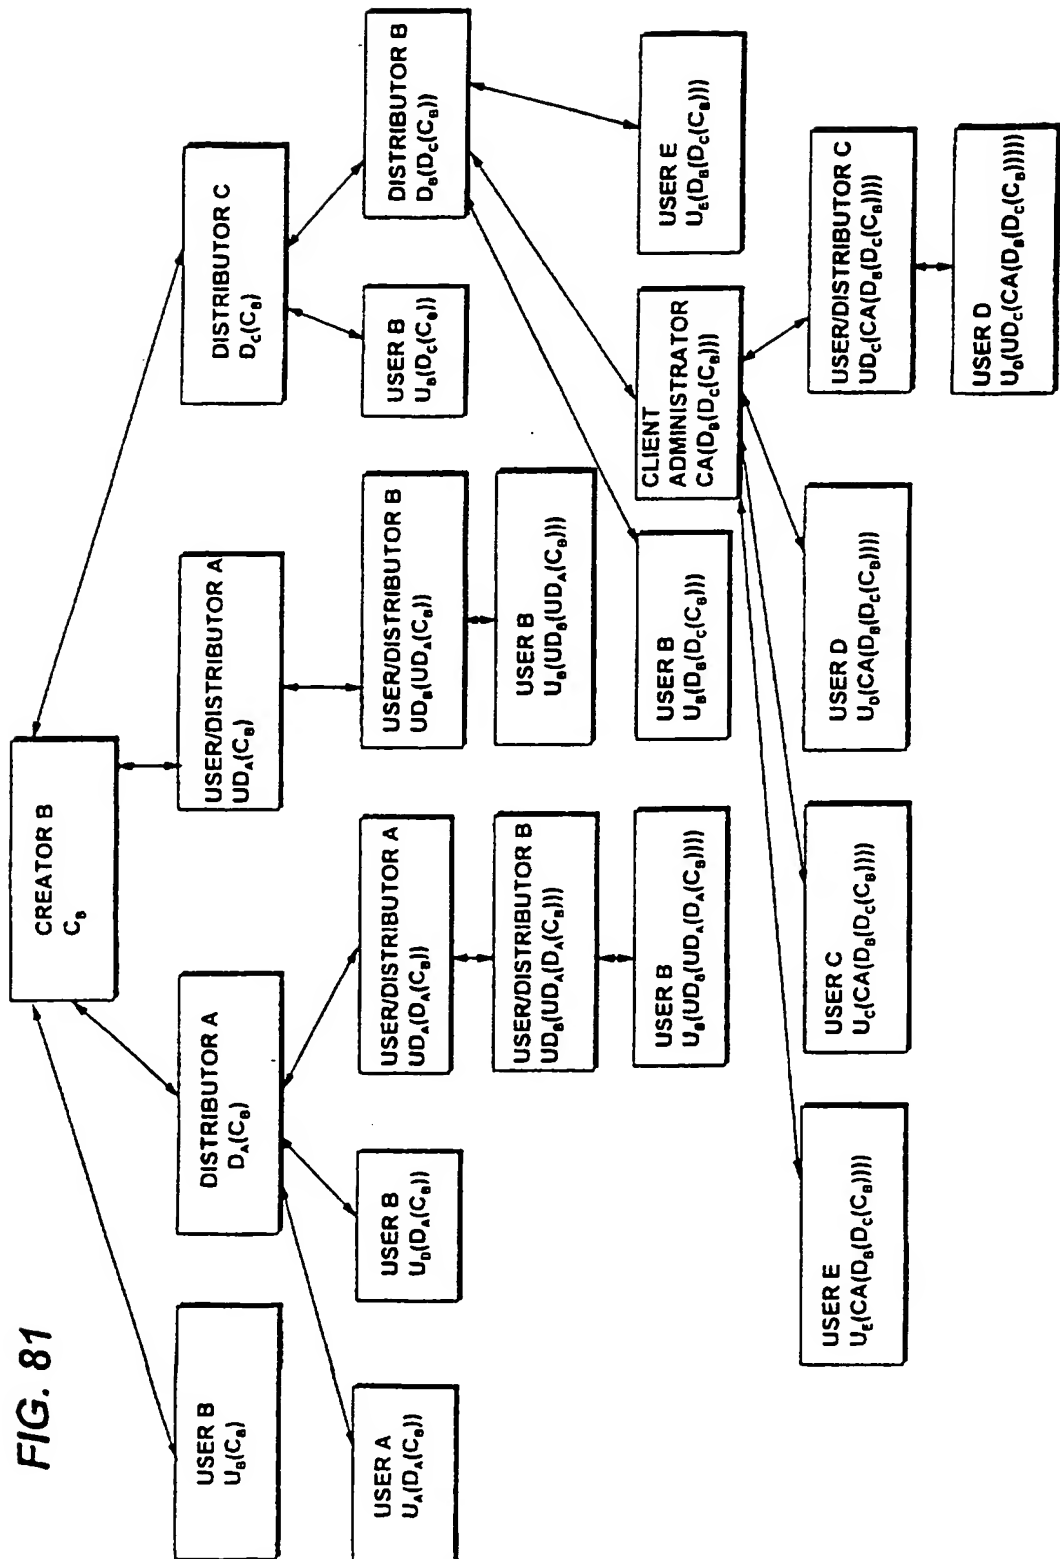 FIG. 81
CREATOR B
C_B
USER B
U_B(C_B)
DISTRIBUTOR A
D_A(C_B)
USER/DISTRIBUTOR A
UD_A(C_B)
DISTRIBUTOR C
D_C(C_B)
USER A
U_A(D_A(C_B))
USER B
U_D(D_A(C_B))
USER/DISTRIBUTOR A
UD_A(D_A(C_B))
USER/DISTRIBUTOR B
UD_B(UD_A(C_B))
USER B
U_B(D_C(C_B))
DISTRIBUTOR B
D_B(D_C(C_B))
USER/DISTRIBUTOR B
UD_B(UD_A(D_A(C_B)))
USER B
U_B(UD_B(UD_A(C_B)))
USER B
U_B(UD_B(UD_A(D_A(C_B))))
USER B
U_B(D_B(D_C(C_B)))
CLIENT
ADMINISTRATOR
CA(D_B(D_C(C_B)))
USER E
U_E(D_B(D_C(C_B)))
USER E
U_E(CA(D_B(D_C(C_B))))
USER C
U_C(CA(D_B(D_C(C_B))))
USER D
U_D(CA(D_B(D_C(C_B))))
USER/DISTRIBUTOR C
UD_C(CA(D_B(D_C(C_B))))
USER D
U_D(UD_C(CA(D_B(D_C(C_B)))))